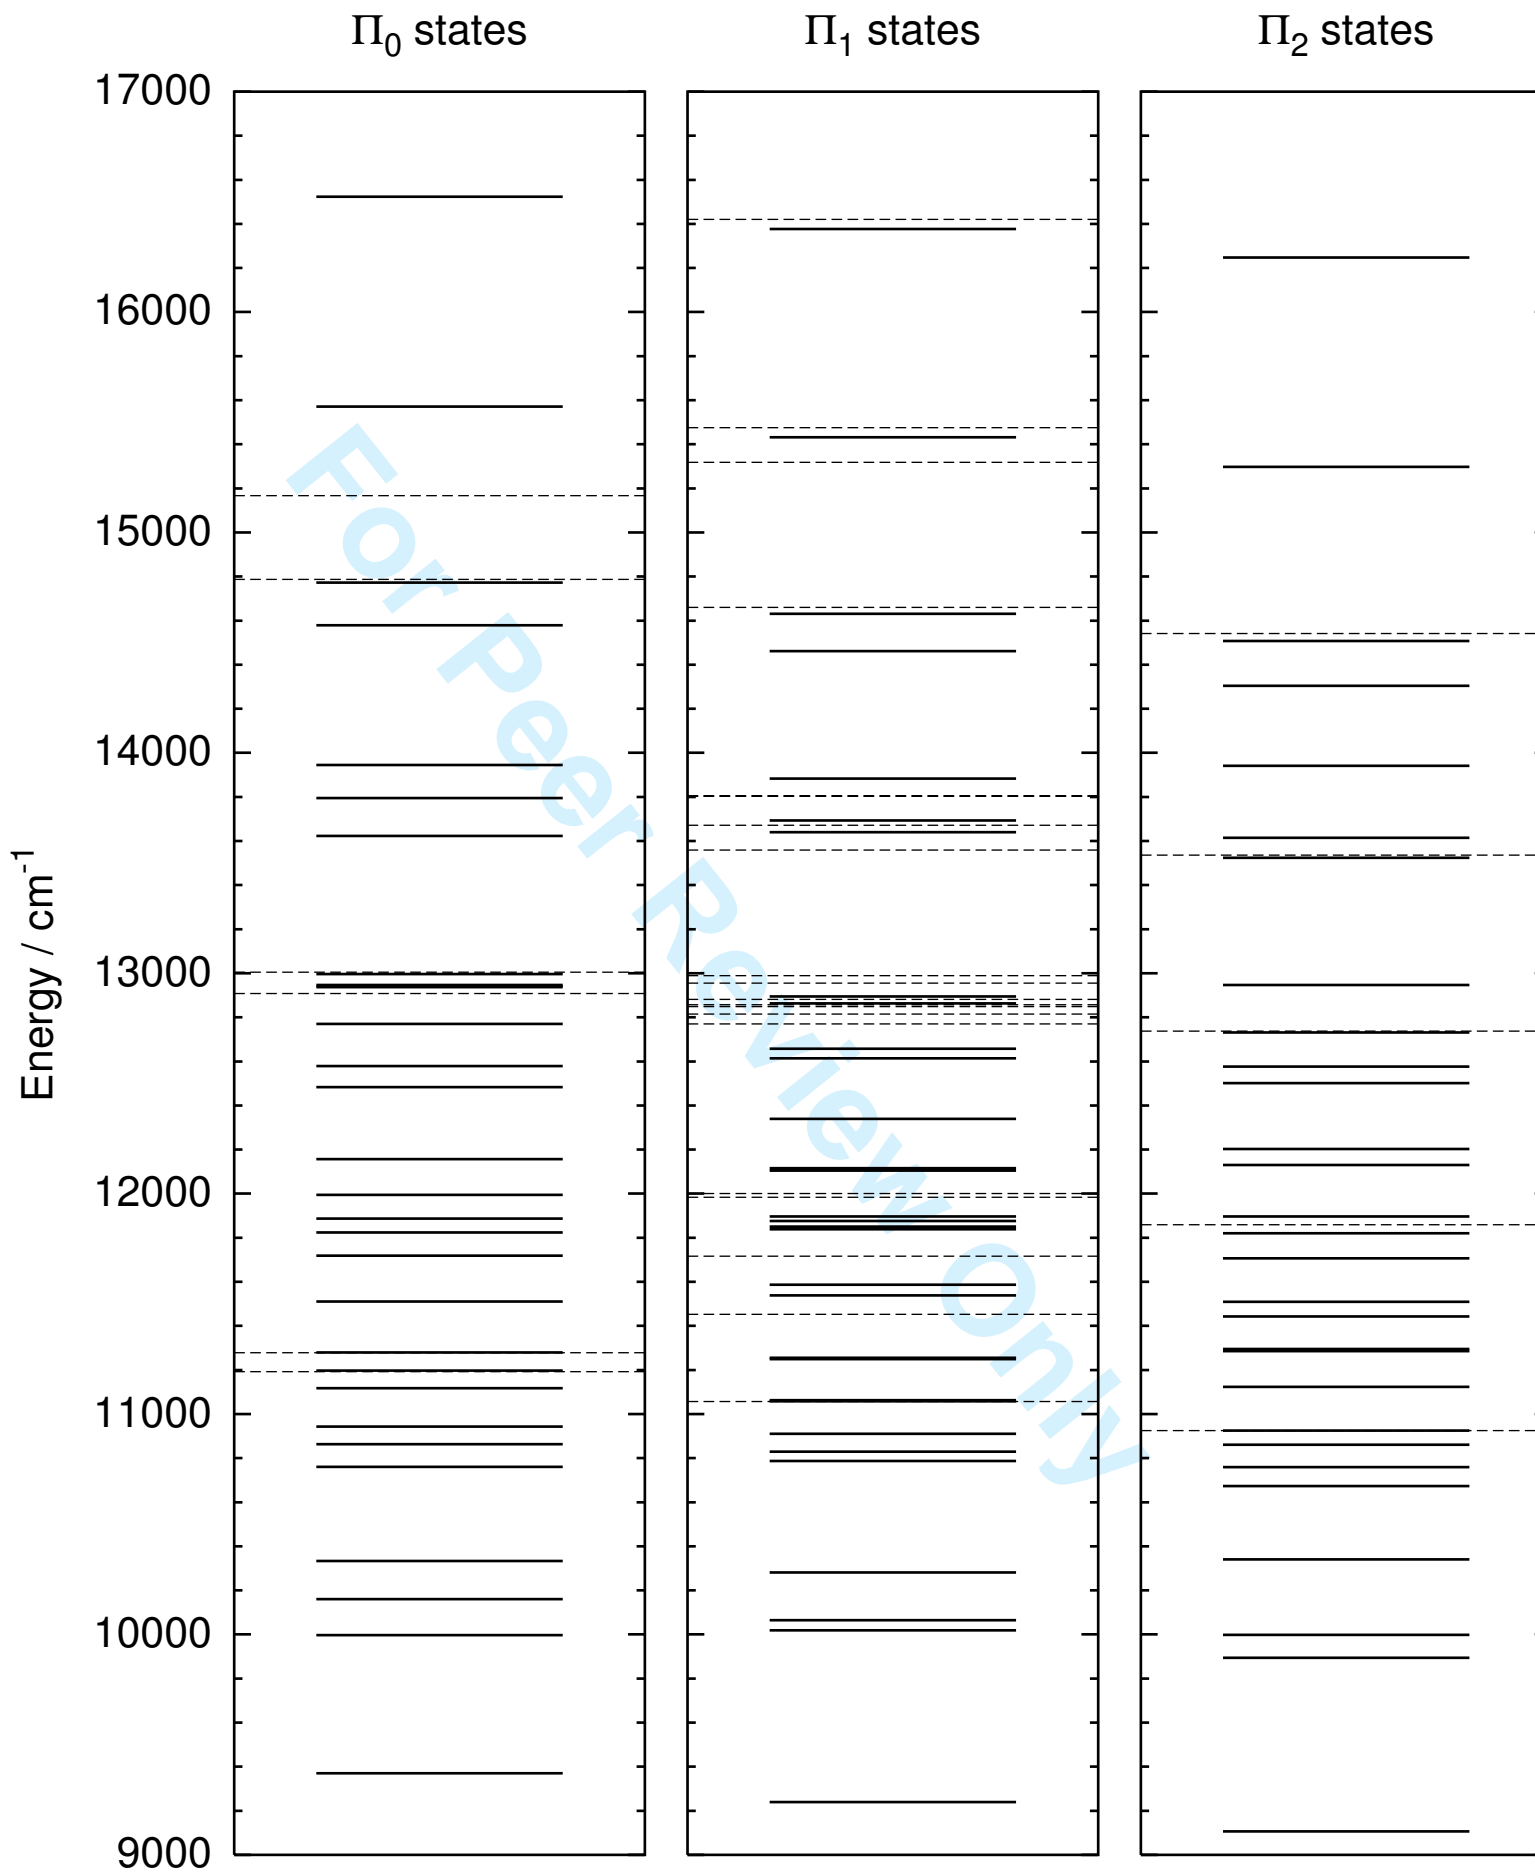 Π0 states
Π1 states
Π2 states
17000
16000
15000
14000
13000
12000
11000
10000
9000
Energy / cm-1
For Peer Review Only